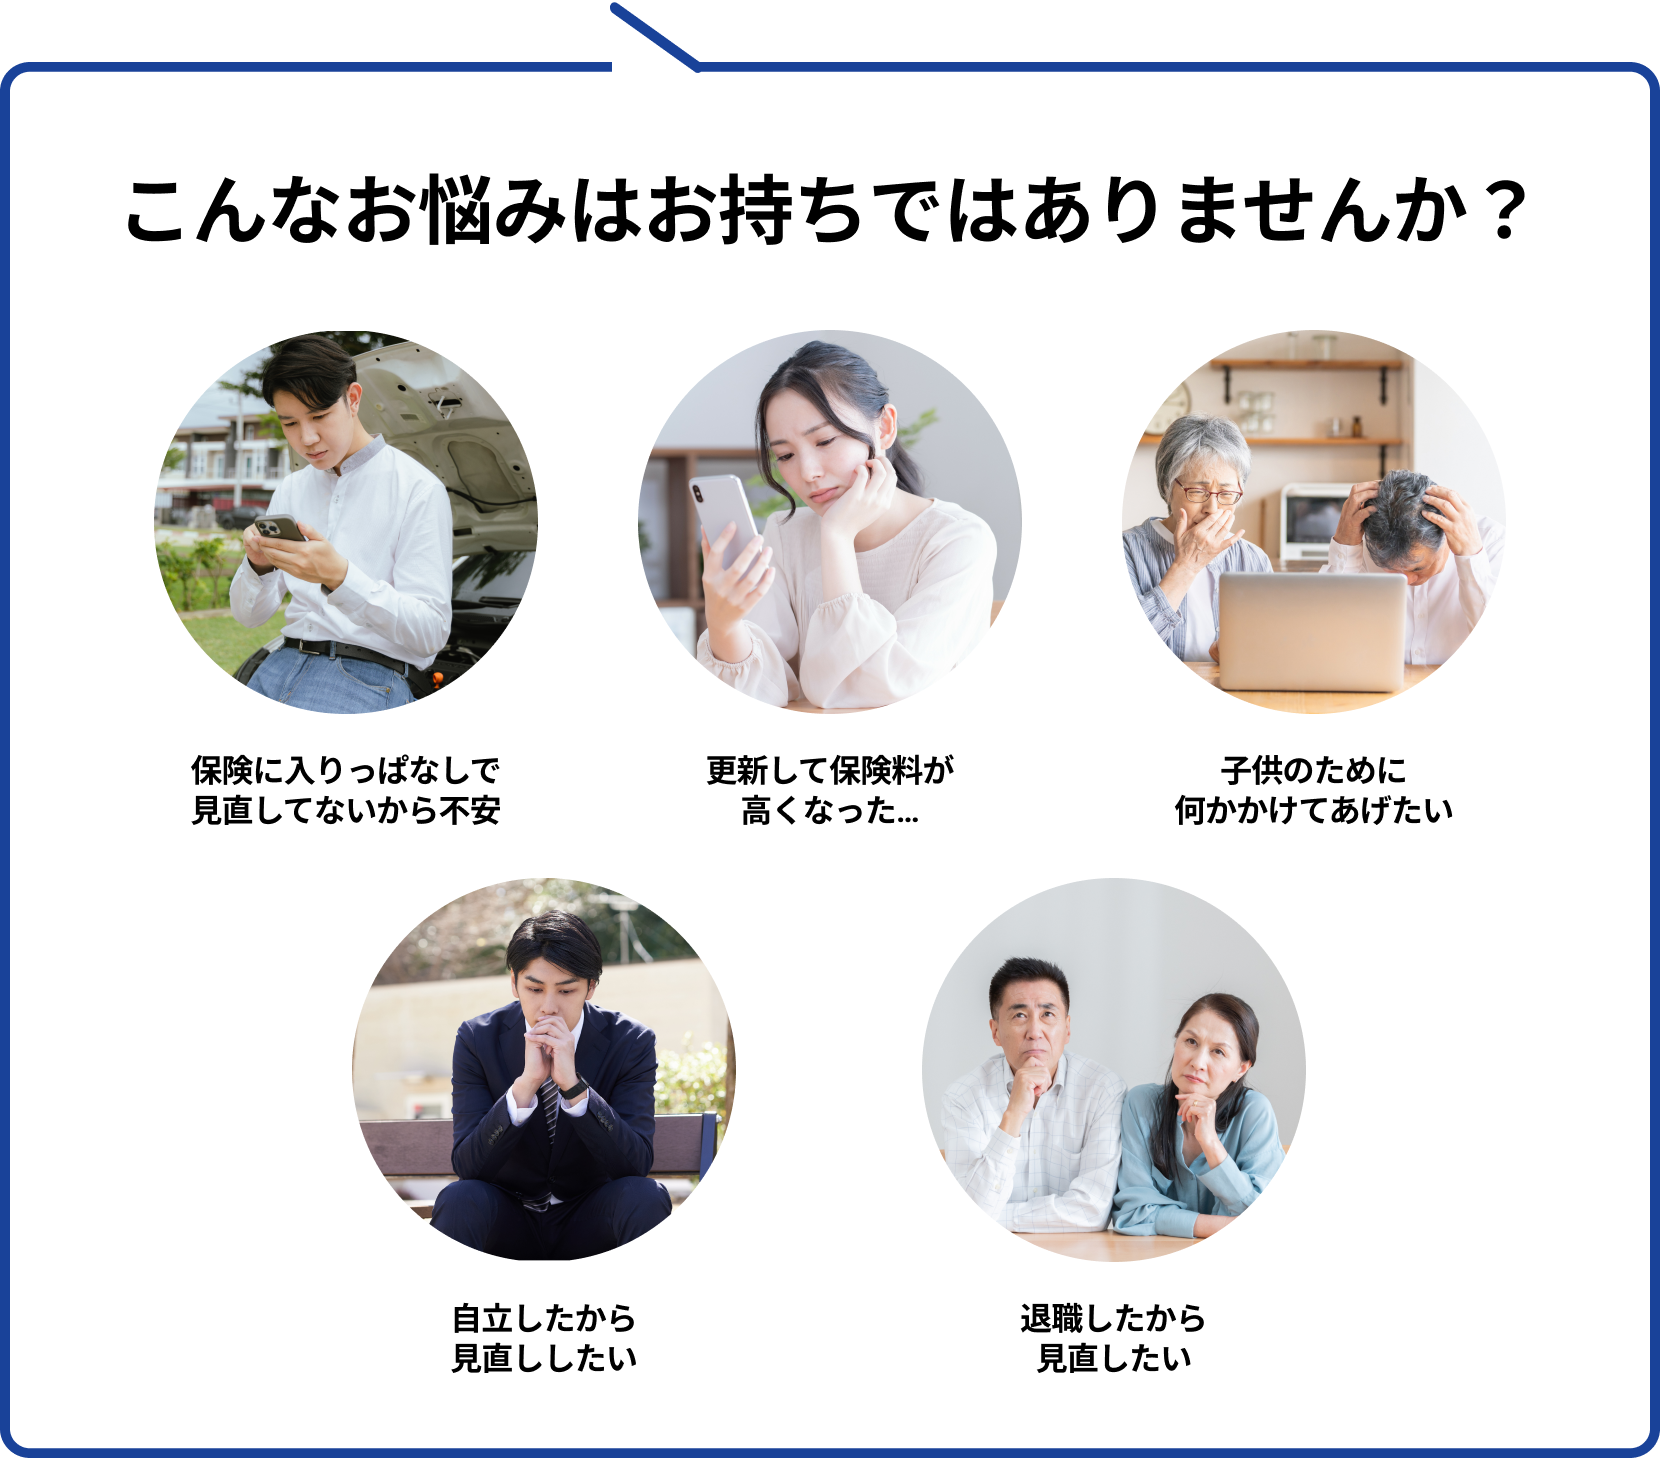 こんなお悩みはお持ちではありませんか？
保険に入りっぱなしで
見直してないから不安
更新して保険料が
高くなった…
子供のために
何かかけてあげたい
自立したから
見直ししたい
退職したから
見直したい